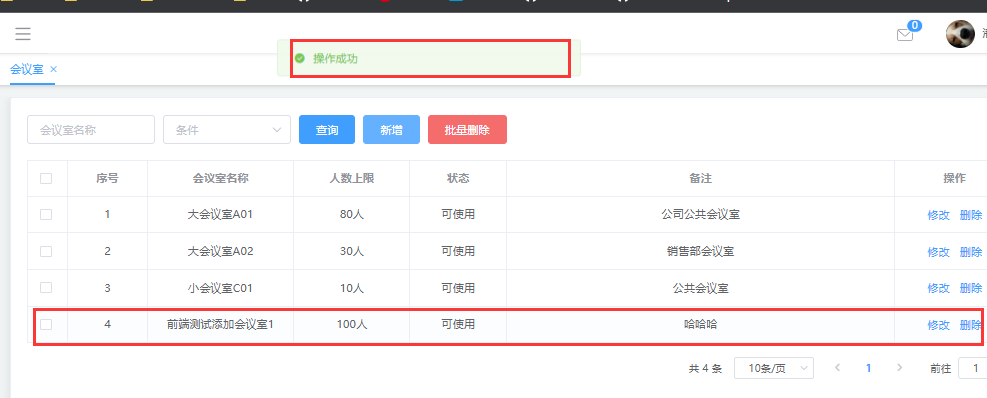 2
操作成功
会议室 ×
会议室名称 条件 查询 新增 批量删除
序号 会议室名称 人数上限 状态 备注 操作
1 大会议室A01 80人 可使用 公司公共会议室 修改 删除
2 大会议室A02 30人 可使用 销售部会议室 修改 删除
3 小会议室C01 10人 可使用 公共会议室 修改 删除
4 前端测试添加会议室1 100人 可使用 哈哈哈 修改 删除
共 4 条 10条/页 1 前往 1